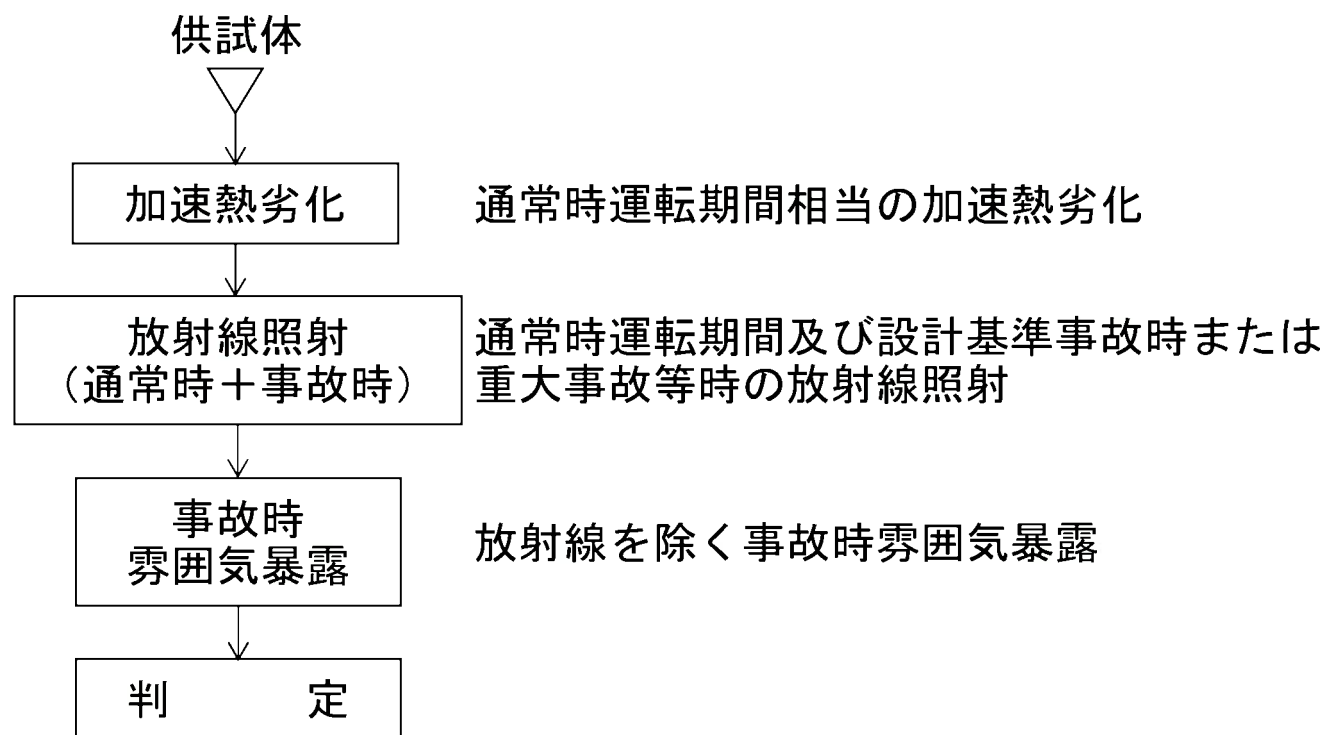 供試体
加速熱劣化
通常時運転期間相当の加速熱劣化
放射線照射
（通常時＋事故時）
通常時運転期間及び設計基準事故時または
重大事故等時の放射線照射
事故時
雰囲気暴露
放射線を除く事故時雰囲気暴露
判　　　定